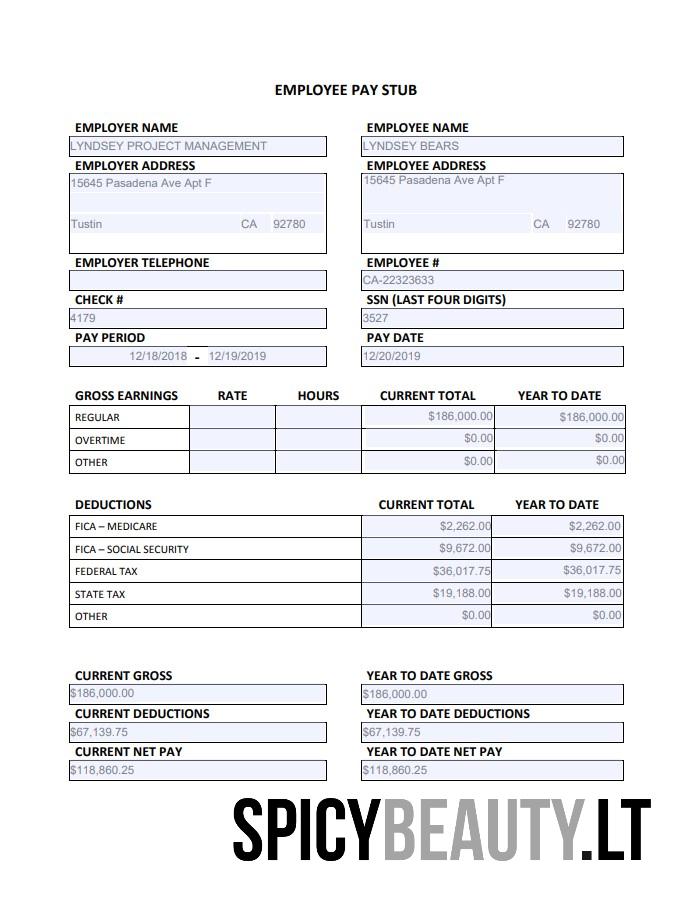 EMPLOYEE PAY STUB
EMPLOYER NAME EMPLOYEE NAME
LYNDSEY PROJECT MANAGEMENT LYNDSEY BEARS
EMPLOYER ADDRESS EMPLOYEE ADDRESS
15645 Pasadena Ave Apt F 15645 Pasadena Ave Apt F
Tustin CA 92780 Tustin CA 92780
EMPLOYER TELEPHONE EMPLOYEE #
CA-22323633
CHECK # SSN (LAST FOUR DIGITS)
4179 3527
PAY PERIOD PAY DATE
12/18/2018 - 12/19/2019 12/20/2019
GROSS EARNINGS RATE HOURS CURRENT TOTAL YEAR TO DATE
REGULAR $186,000.00 $186,000.00
OVERTIME $0.00 $0.00
OTHER $0.00 $0.00
DEDUCTIONS CURRENT TOTAL YEAR TO DATE
FICA – MEDICARE $2,262.00 $2,262.00
FICA – SOCIAL SECURITY $9,672.00 $9,672.00
FEDERAL TAX $36,017.75 $36,017.75
STATE TAX $19,188.00 $19,188.00
OTHER $0.00 $0.00
CURRENT GROSS YEAR TO DATE GROSS
$186,000.00 $186,000.00
CURRENT DEDUCTIONS YEAR TO DATE DEDUCTIONS
$67,139.75 $67,139.75
CURRENT NET PAY YEAR TO DATE NET PAY
$118,860.25 $118,860.25
SPICYBEAUTY.LT